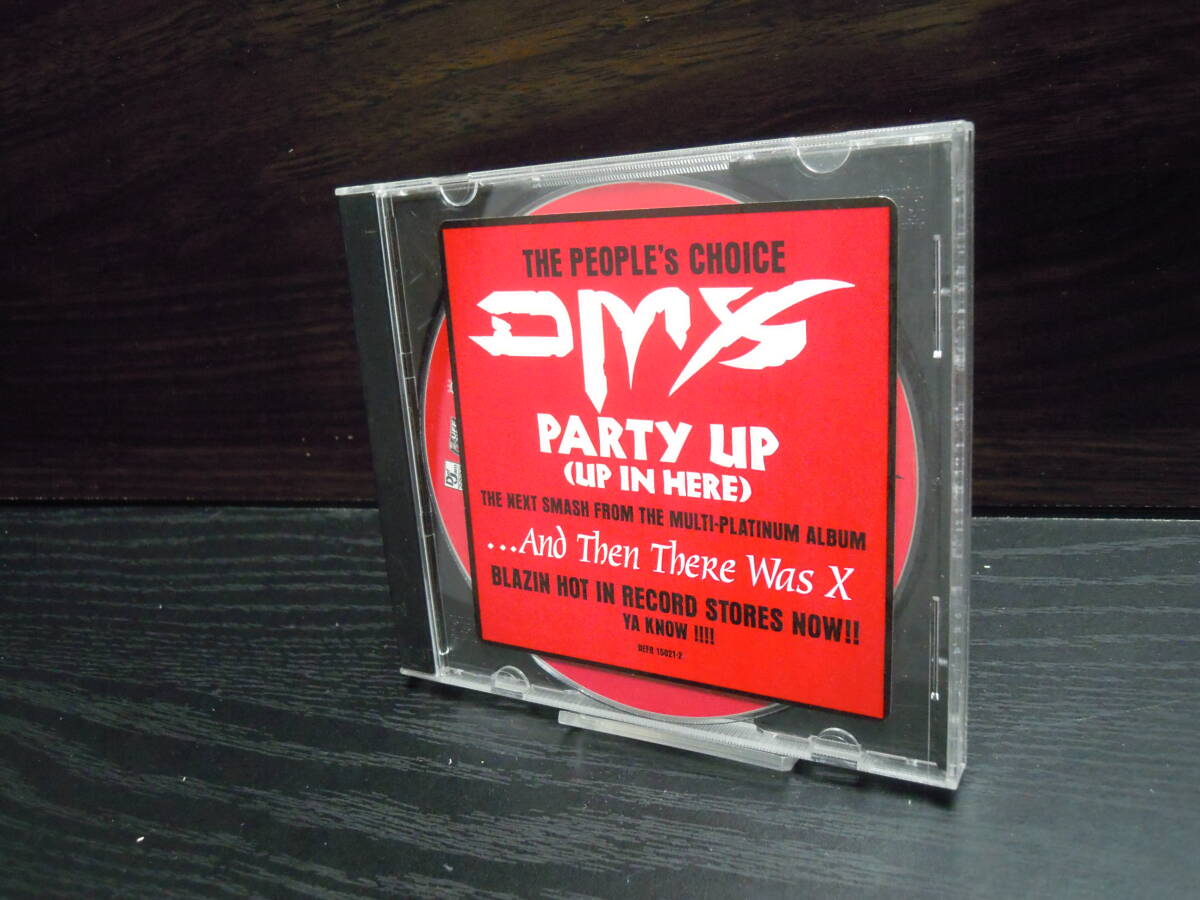 THE PEOPLE'S CHOICE
DMX
PARTY UP
(UP IN HERE)
THE NEXT SMASH FROM THE MULTI-PLATINUM ALBUM
...And Then There Was X
BLAZIN HOT IN RECORD STORES NOW!!
YA KNOW !!!!
DEFR 15021-2